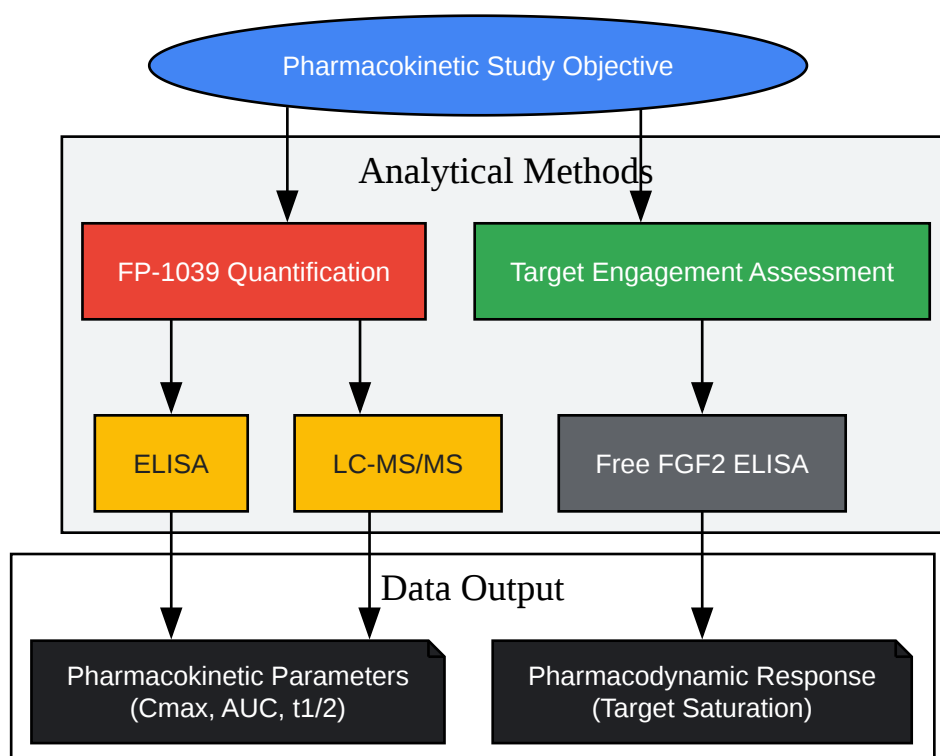 Pharmacokinetic Study Objective
Analytical Methods
FP-1039 Quantification
Target Engagement Assessment
ELISA
LC-MS/MS
Free FGF2 ELISA
Data Output
Pharmacokinetic Parameters
(Cmax, AUC, t1/2)
Pharmacodynamic Response
(Target Saturation)